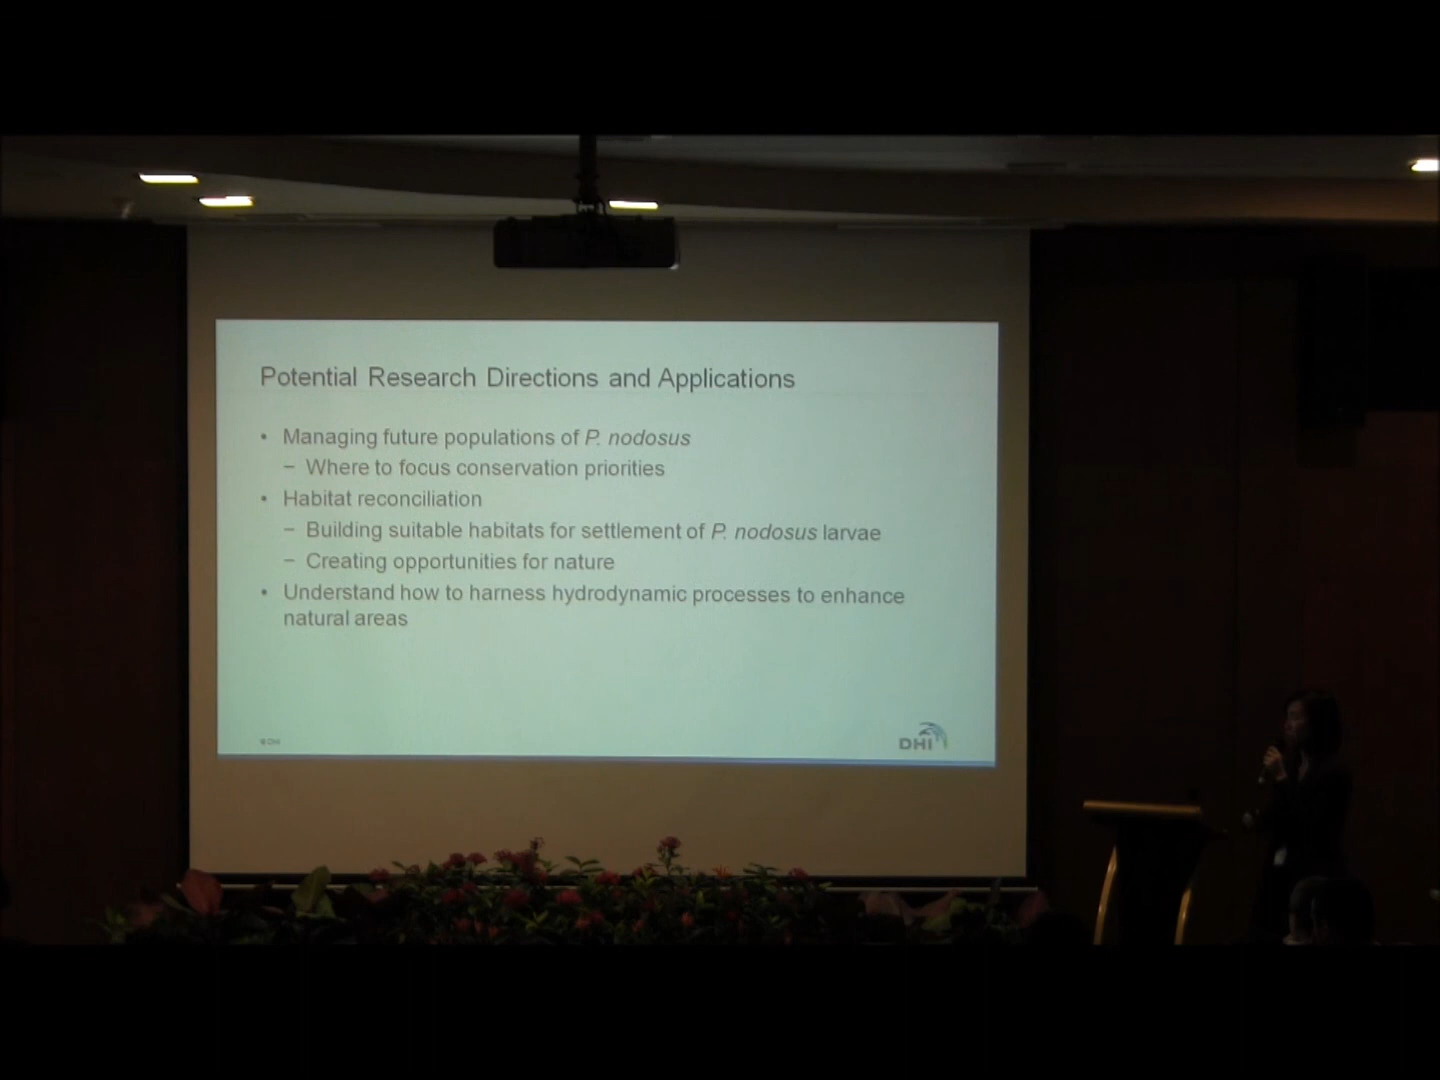 Potential Research Directions and Applications
• Managing future populations of P. nodosus
– Where to focus conservation priorities
• Habitat reconciliation
– Building suitable habitats for settlement of P. nodosus larvae
– Creating opportunities for nature
• Understand how to harness hydrodynamic processes to enhance
natural areas
© DHI
DHI